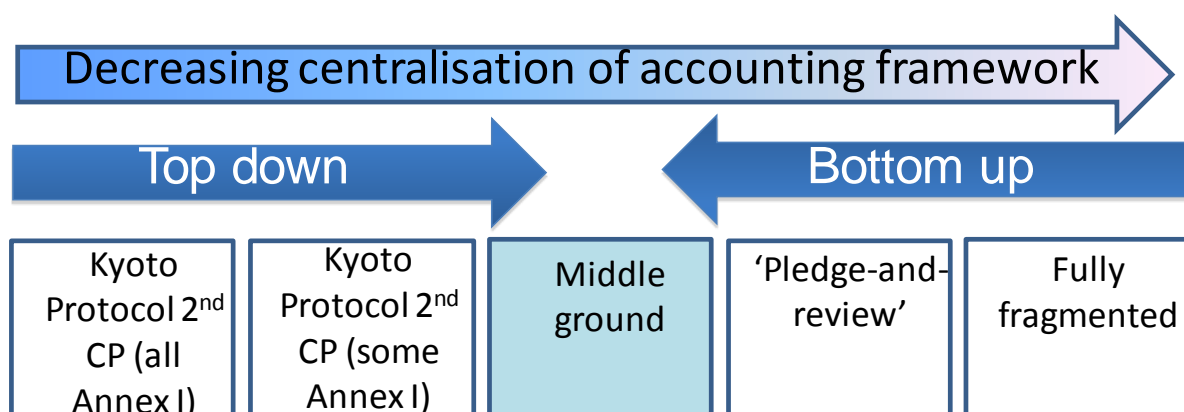 Decreasing centralisation of accounting framework
Top down
Bottom up
Kyoto
Protocol 2nd
CP (all
Annex I)
Kyoto
Protocol 2nd
CP (some
Annex I)
Middle
ground
‘Pledge-and-
review’
Fully
fragmented